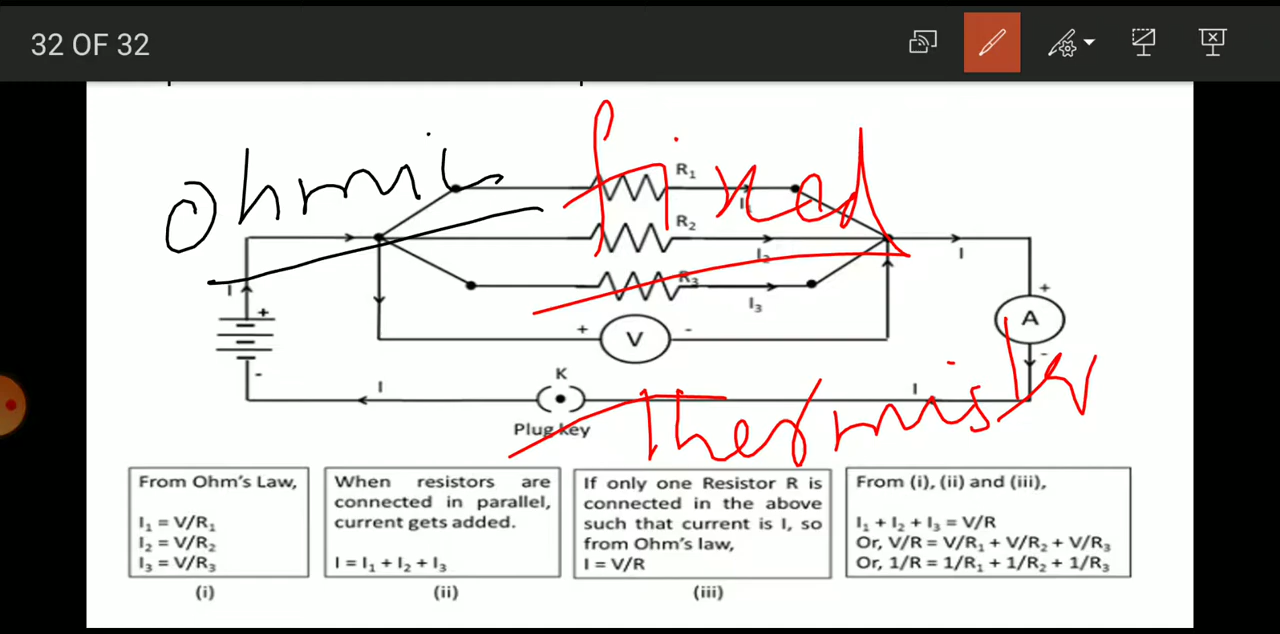 32 OF 32
ohmic
fined
R₁
I₁
R₂
I₂
R₃
I₃
I
I
+
-
+
V
-
+
A
-
K
I
I
Plug key
Thermister
From Ohm's Law,
I₁ = V/R₁
I₂ = V/R₂
I₃ = V/R₃
(i)
When resistors are
connected in parallel,
current gets added.
I = I₁ + I₂ + I₃
(ii)
If only one Resistor R is
connected in the above
such that current is I, so
from Ohm's law,
I = V/R
(iii)
From (i), (ii) and (iii),
I₁ + I₂ + I₃ = V/R
Or, V/R = V/R₁ + V/R₂ + V/R₃
Or, 1/R = 1/R₁ + 1/R₂ + 1/R₃